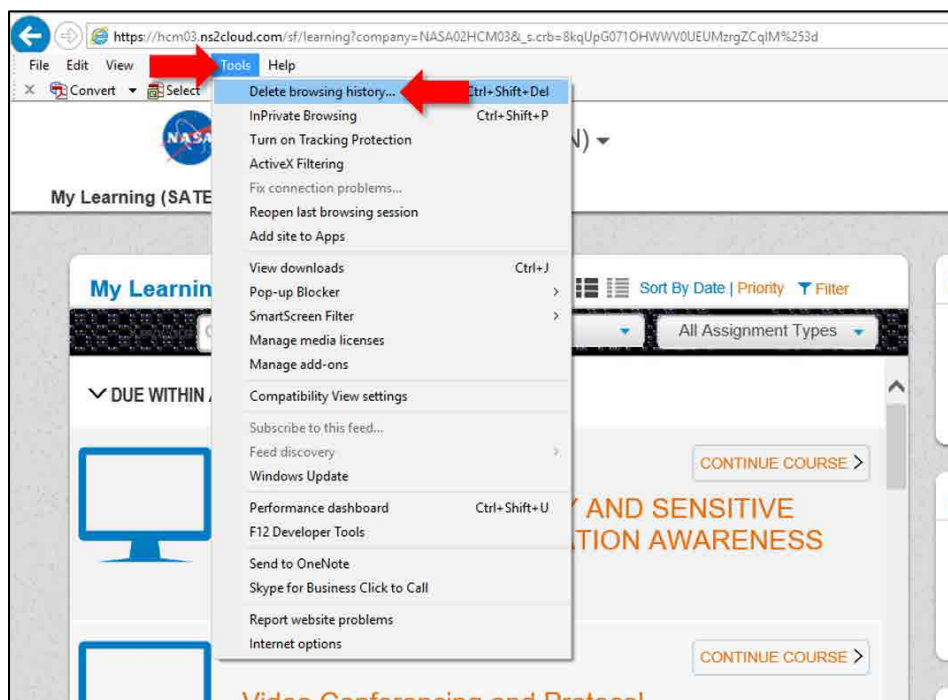 https://hcm03.ns2cloud.com/sf/learning?company=NASA02HCM03&_s.crb=8kqUpG071OHWWV0UEUMzrgZCqIM%253d
File Edit View Tools Help
Convert Select
Delete browsing history... Ctrl+Shift+Del
InPrivate Browsing Ctrl+Shift+P
NASA
Turn on Tracking Protection
ActiveX Filtering
Fix connection problems...
My Learning (SATE
Reopen last browsing session
Add site to Apps
View downloads Ctrl+J
My Learnin
Pop-up Blocker
Sort By Date | Priority Filter
SmartScreen Filter
All Assignment Types
Manage media licenses
Manage add-ons
DUE WITHIN
Compatibility View settings
Subscribe to this feed...
Feed discovery
CONTINUE COURSE
Windows Update
Performance dashboard Ctrl+Shift+U
AND SENSITIVE
F12 Developer Tools
TION AWARENESS
Send to OneNote
Skype for Business Click to Call
Report website problems
Internet options
CONTINUE COURSE
Video Conferencing and Protocol